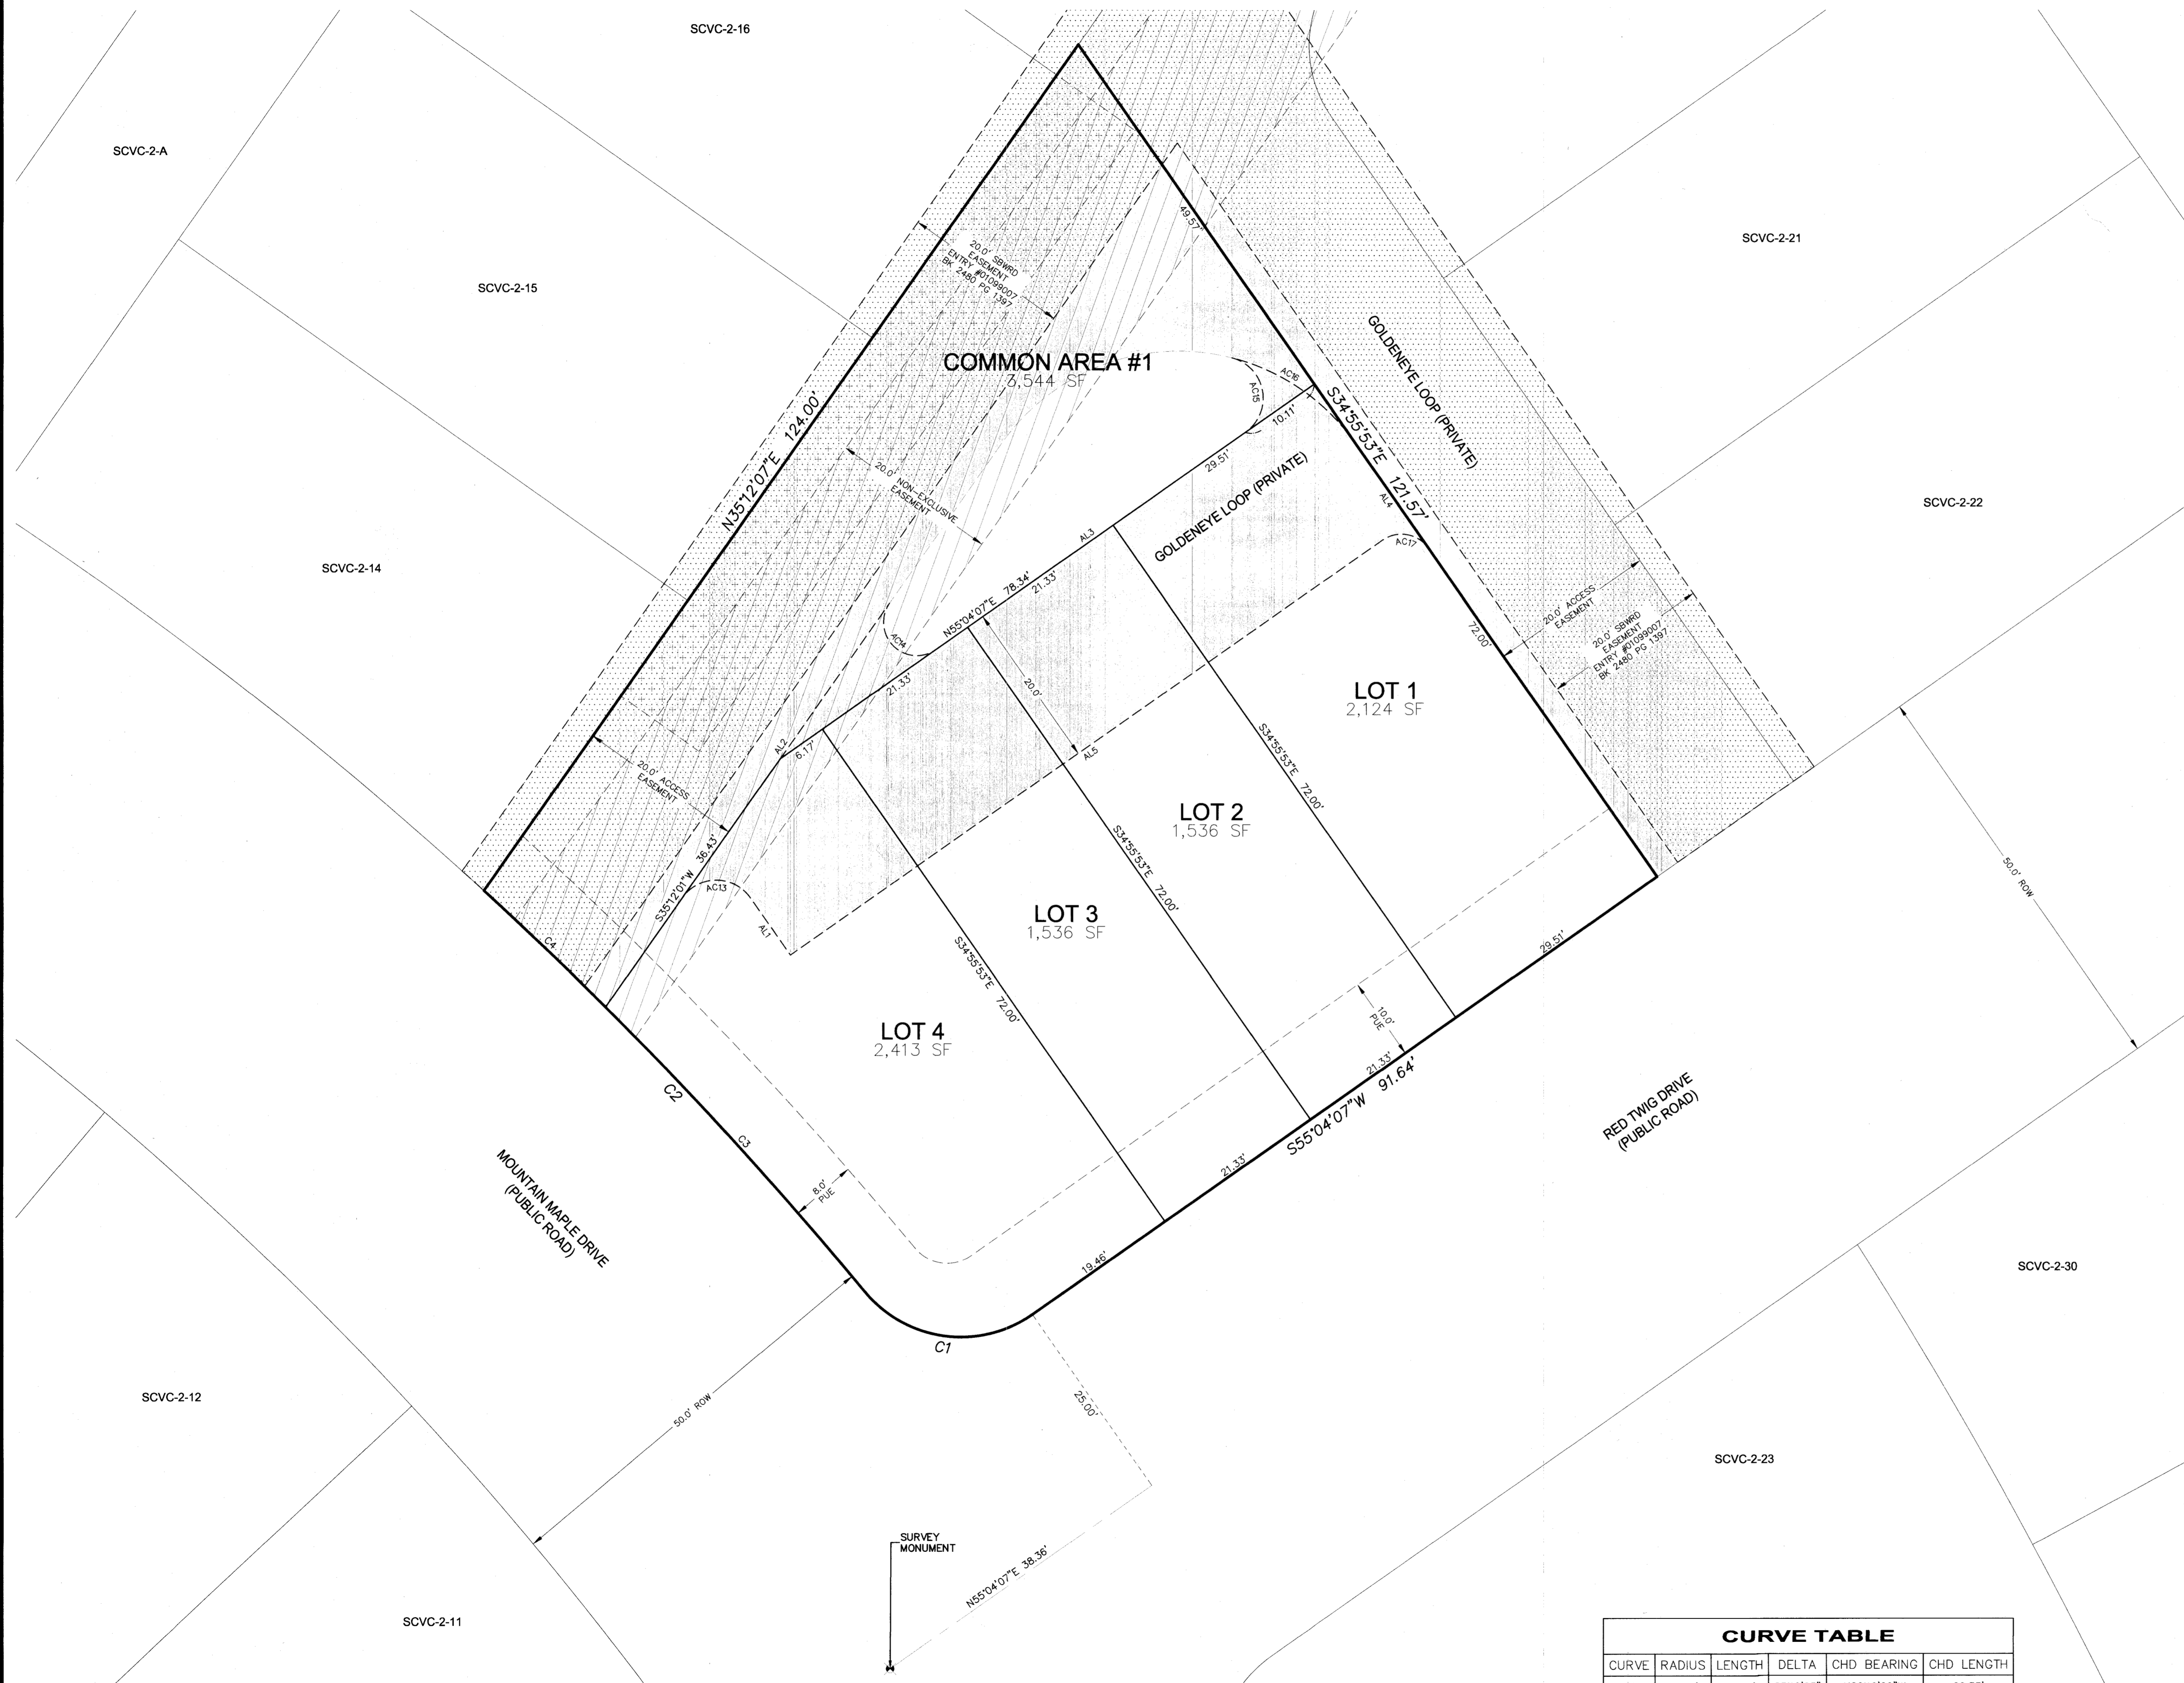 SCVC-2-16
SCVC-2-A
SCVC-2-21
SCVC-2-15
20.0' SBWRD
EASEMENT
ENTRY #01099007
BK 2480 PG 1397
49.57'
GOLDENEYE LOOP (PRIVATE)
COMMON AREA #1
3,544 SF
AC16
AC15
10.11'
S34°55'53"E 121.57'
N35°12'07"E 124.00'
29.51'
GOLDENEYE LOOP (PRIVATE)
AL4
SCVC-2-22
20.0' NON-EXCLUSIVE
EASEMENT
AL3
AC17
SCVC-2-14
N55°04'07"E 78.34'
21.33'
20.0' ACCESS
EASEMENT
20.0' SBWRD
EASEMENT
ENTRY #01099007
BK 2480 PG 1397
72.00'
AC14
21.33'
20.0'
LOT 1
2,124 SF
AL2
6.17'
AL5
20.0' ACCESS
EASEMENT
S34°55'53"E 72.00'
LOT 2
1,536 SF
S35°12'01"W 36.43'
AC13
AL1
S34°55'53"E 72.00'
50.0' ROW
LOT 3
1,536 SF
C4
S34°55'53"E 72.00'
29.51'
LOT 4
2,413 SF
10.0'
PUE
21.33'
S55°04'07"W 91.64'
C2
C3
RED TWIG DRIVE
(PUBLIC ROAD)
MOUNTAIN MAPLE DRIVE
(PUBLIC ROAD)
8.0'
PUE
21.33'
19.46'
SCVC-2-30
C1
SCVC-2-12
50.0' ROW
25.00'
SCVC-2-23
SURVEY
MONUMENT
N55°04'07"E 38.36'
SCVC-2-11
CURVE TABLE
CURVE RADIUS LENGTH DELTA CHD BEARING CHD LENGTH